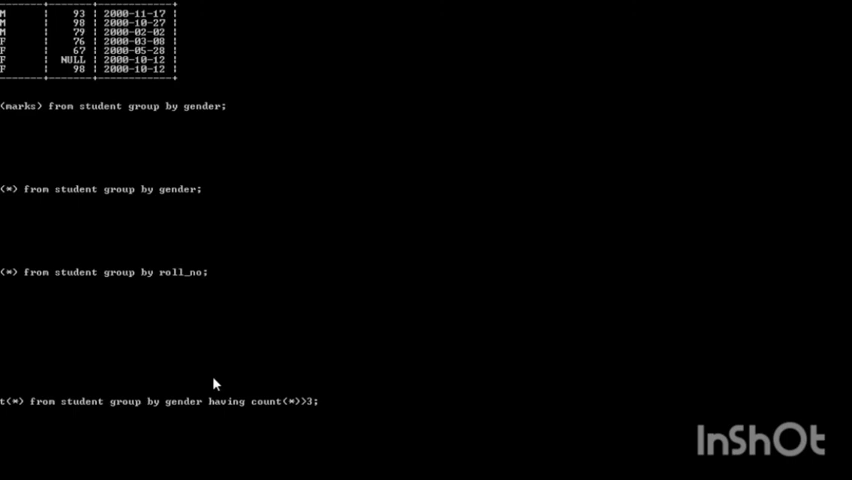 M | 93 | 2000-11-17 |
M | 98 | 2000-10-27 |
M | 79 | 2000-02-02 |
F | 76 | 2000-03-08 |
F | 67 | 2000-05-28 |
F | NULL | 2000-10-12 |
F | 98 | 2000-10-12 |
(marks) from student group by gender;
(*) from student group by gender;
(*) from student group by roll_no;
t(*) from student group by gender having count(*)>3;
InShOt